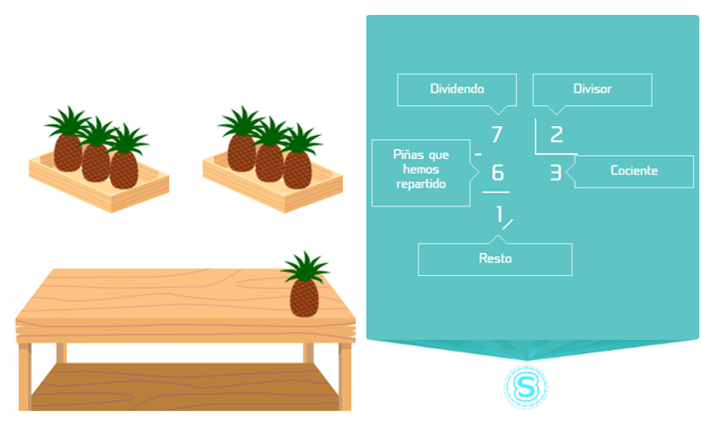 Dividendo
Divisor
7 2
Piñas que
hemos
repartido
- 6 3
Cociente
1
Resto
S